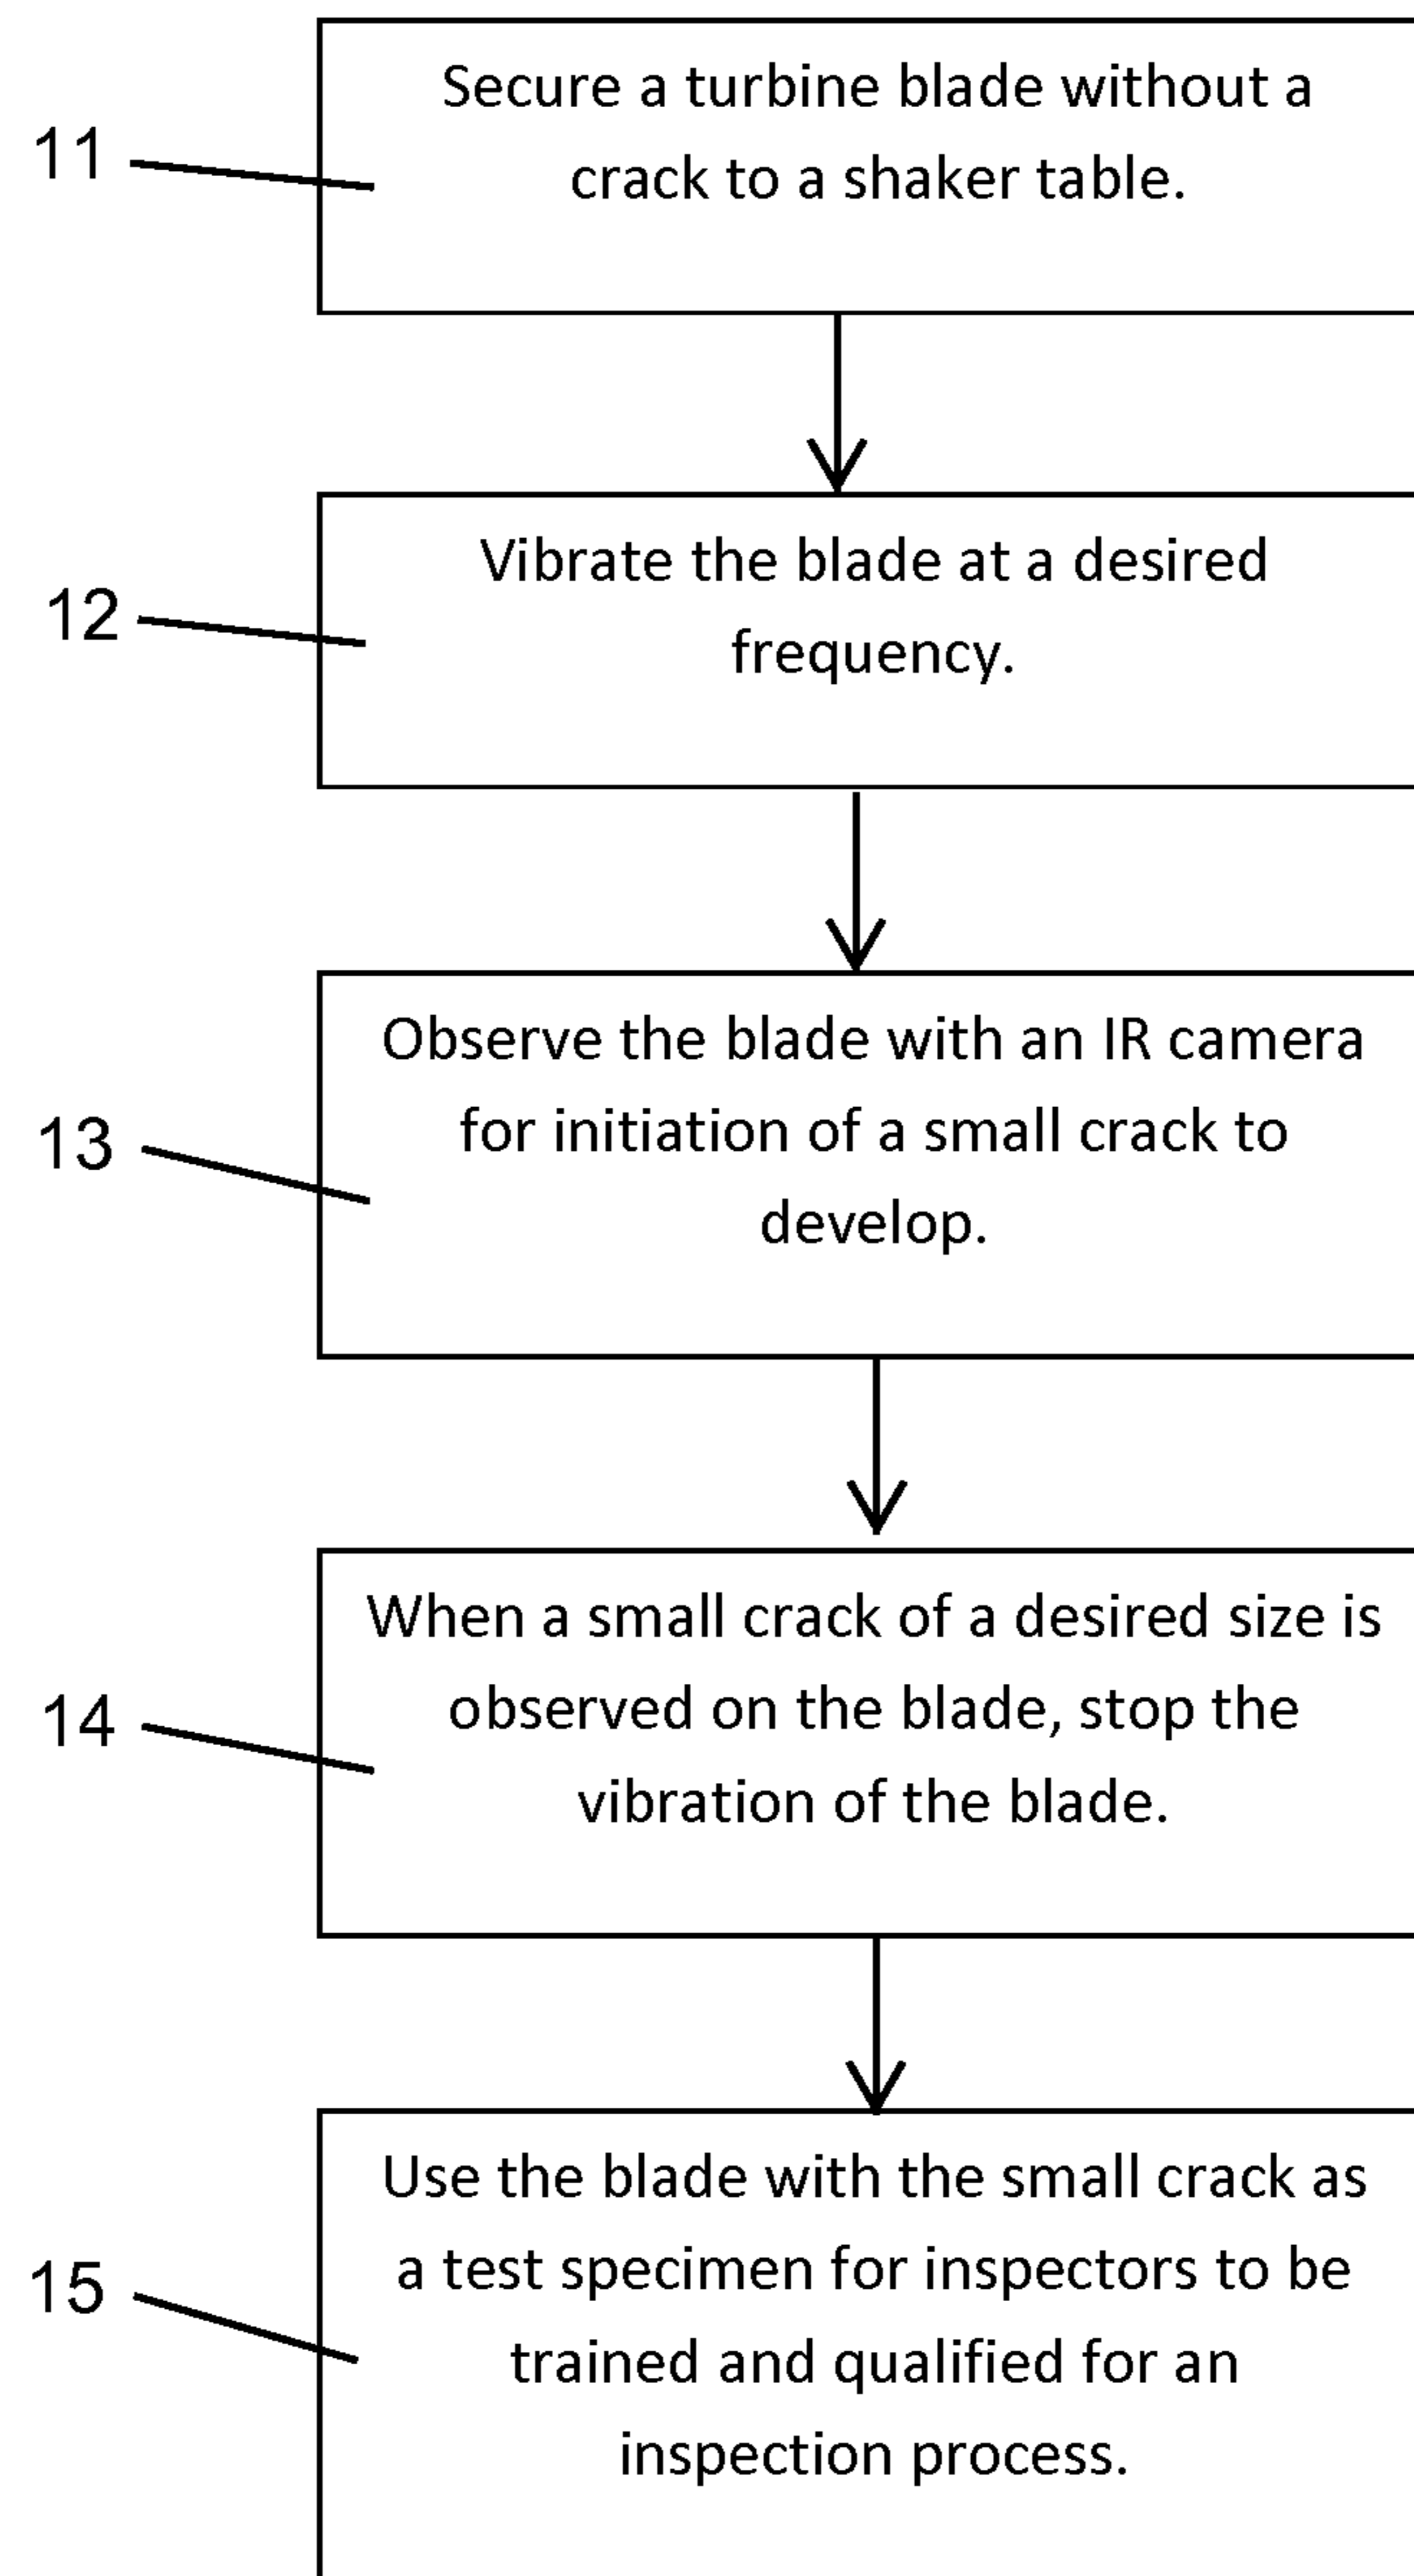 Secure a turbine blade without a
11
crack to a shaker table.
Vibrate the blade at a desired
12
frequency.
Observe the blade with an IR camera
for initiation of a small crack to
13
develop.
When a small crack of a desired size is
14
observed on the blade, stop the
vibration of the blade.
Use the blade with the small crack as
15
a test specimen for inspectors to be
trained and qualified for an
inspection process.